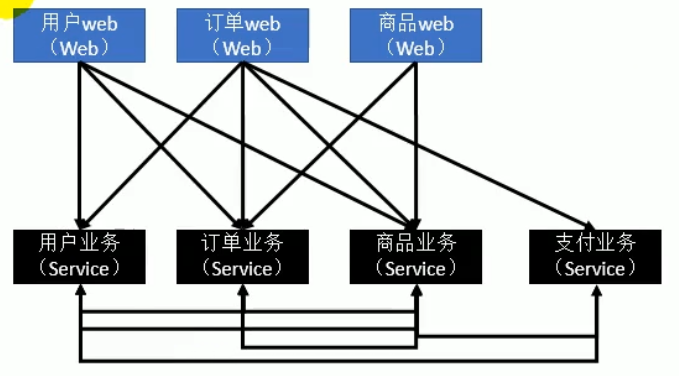 用户web
（Web）
订单web
（Web）
商品web
（Web）
用户业务
（Service）
订单业务
（Service）
商品业务
（Service）
支付业务
（Service）